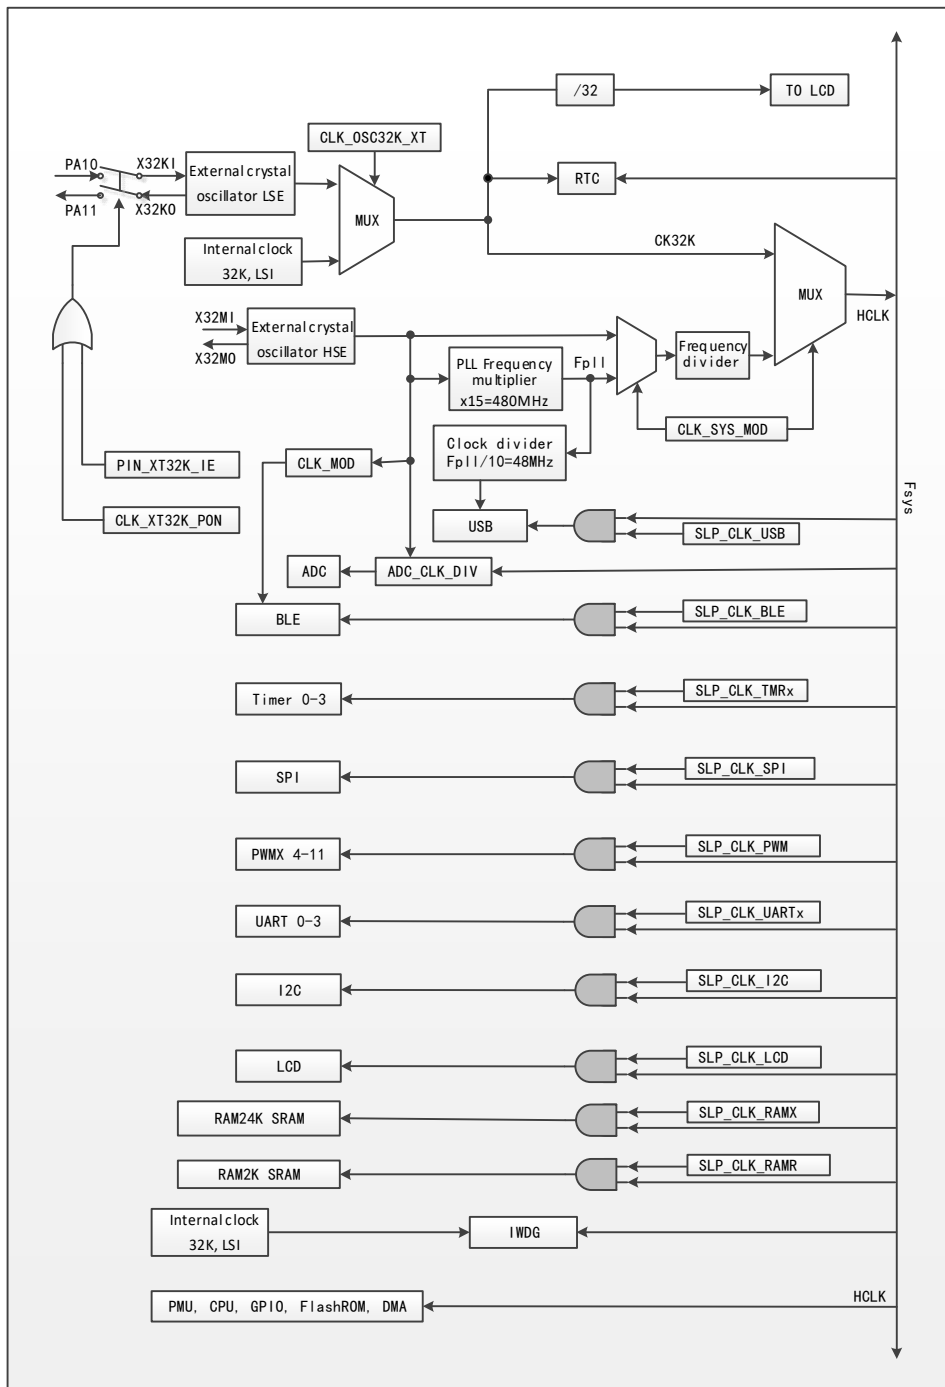 /32
TO LCD
CLK_OSC32K_XT
PA10
X32KI
External crystal
oscillator LSE
RTC
PA11
X32KO
MUX
Internal clock
32K, LSI
CK32K
MUX
HCLK
X32MI
X32MO
External crystal
oscillator HSE
PLL Frequency
multiplier
x15=480MHz
Fpll
Frequency
divider
CLK_SYS_MOD
Clock divider
Fpll/10=48MHz
CLK_MOD
PIN_XT32K_IE
CLK_XT32K_PON
Fsys
USB
SLP_CLK_USB
ADC
ADC_CLK_DIV
BLE
SLP_CLK_BLE
Timer 0-3
SLP_CLK_TMRx
SPI
SLP_CLK_SPI
PWMX 4-11
SLP_CLK_PWM
UART 0-3
SLP_CLK_UARTx
I2C
SLP_CLK_I2C
LCD
SLP_CLK_LCD
RAM24K SRAM
SLP_CLK_RAMX
RAM2K SRAM
SLP_CLK_RAMR
Internal clock
32K, LSI
IWDG
PMU, CPU, GPIO, FlashROM, DMA
HCLK